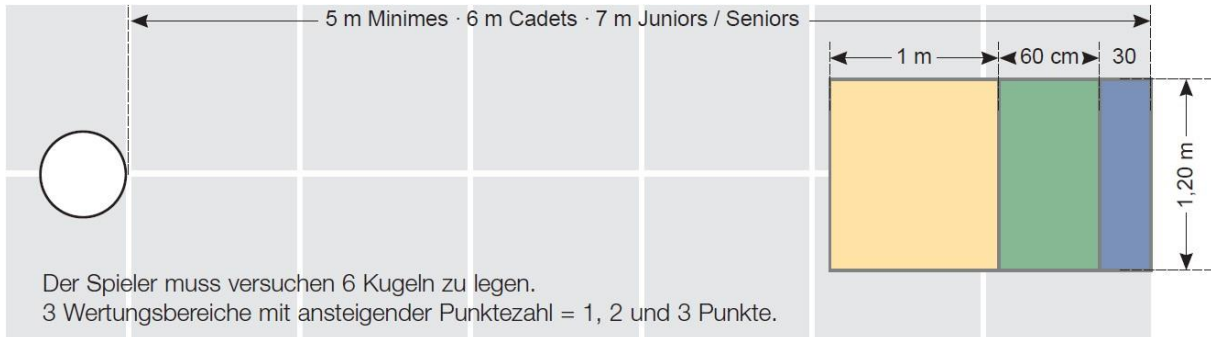 5 m Minimes · 6 m Cadets · 7 m Juniors / Seniors
1 m
60 cm
30
1,20 m
Der Spieler muss versuchen 6 Kugeln zu legen.
3 Wertungsbereiche mit ansteigender Punktezahl = 1, 2 und 3 Punkte.